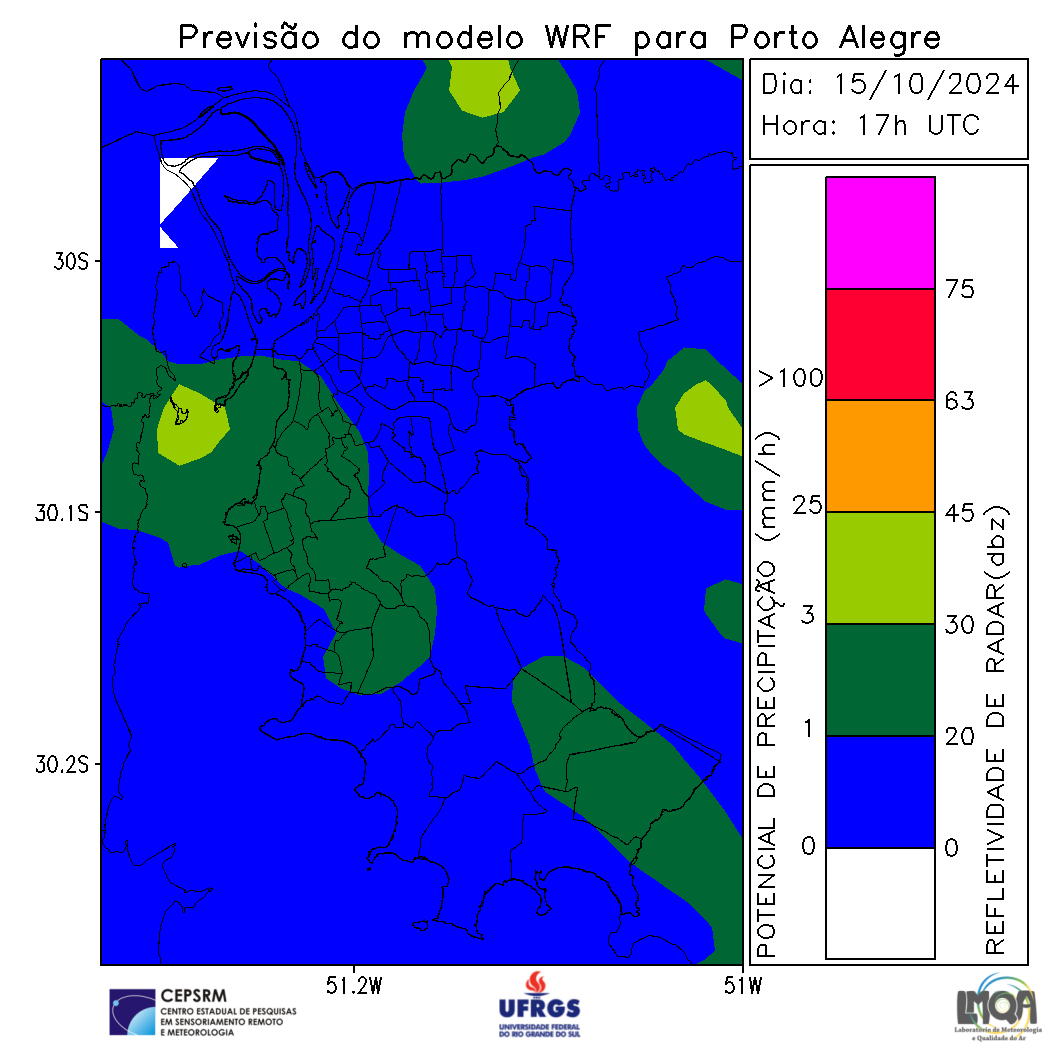 Previsão do modelo WRF para Porto Alegre
Dia: 15/10/2024
Hora: 17h UTC
30S
30.1S
30.2S
51.2W
51W
POTENCIAL DE PRECIPITAÇÃO (mm/h)
>100
25
3
1
0
75
63
45
30
20
0
REFLETIVIDADE DE RADAR(dbz)
CEPSRM
CENTRO ESTADUAL DE PESQUISAS
EM SENSORIAMENTO REMOTO
E METEOROLOGIA
UFRGS
UNIVERSIDADE FEDERAL
DO RIO GRANDE DO SUL
LMQA
Laboratório de Meteorologia
e Qualidade do Ar